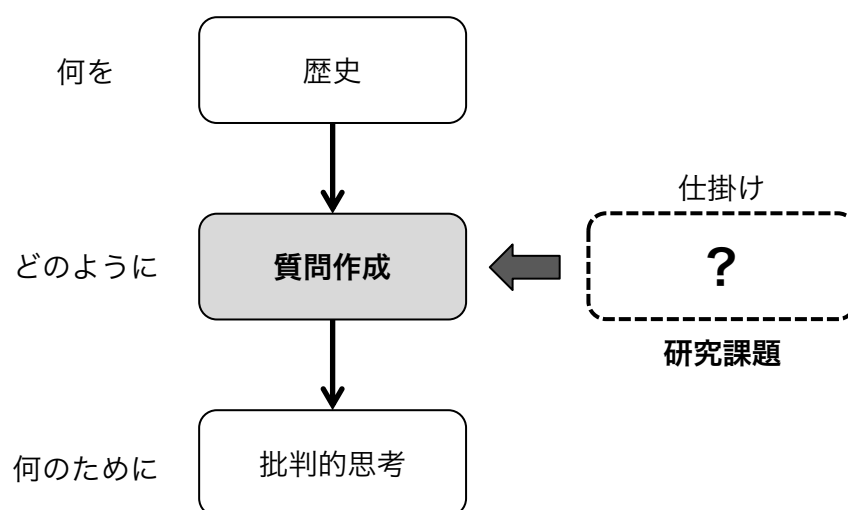 何を
歴史
仕掛け
どのように
質問作成
?
研究課題
何のために
批判的思考